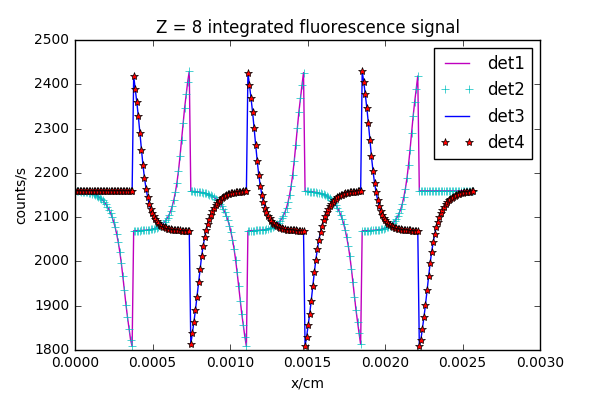 Z = 8 integrated fluorescence signal
counts/s
2500
2400
2300
2200
2100
2000
1900
1800
det1
det2
det3
det4
0.0000 0.0005 0.0010 0.0015 0.0020 0.0025 0.0030
x/cm